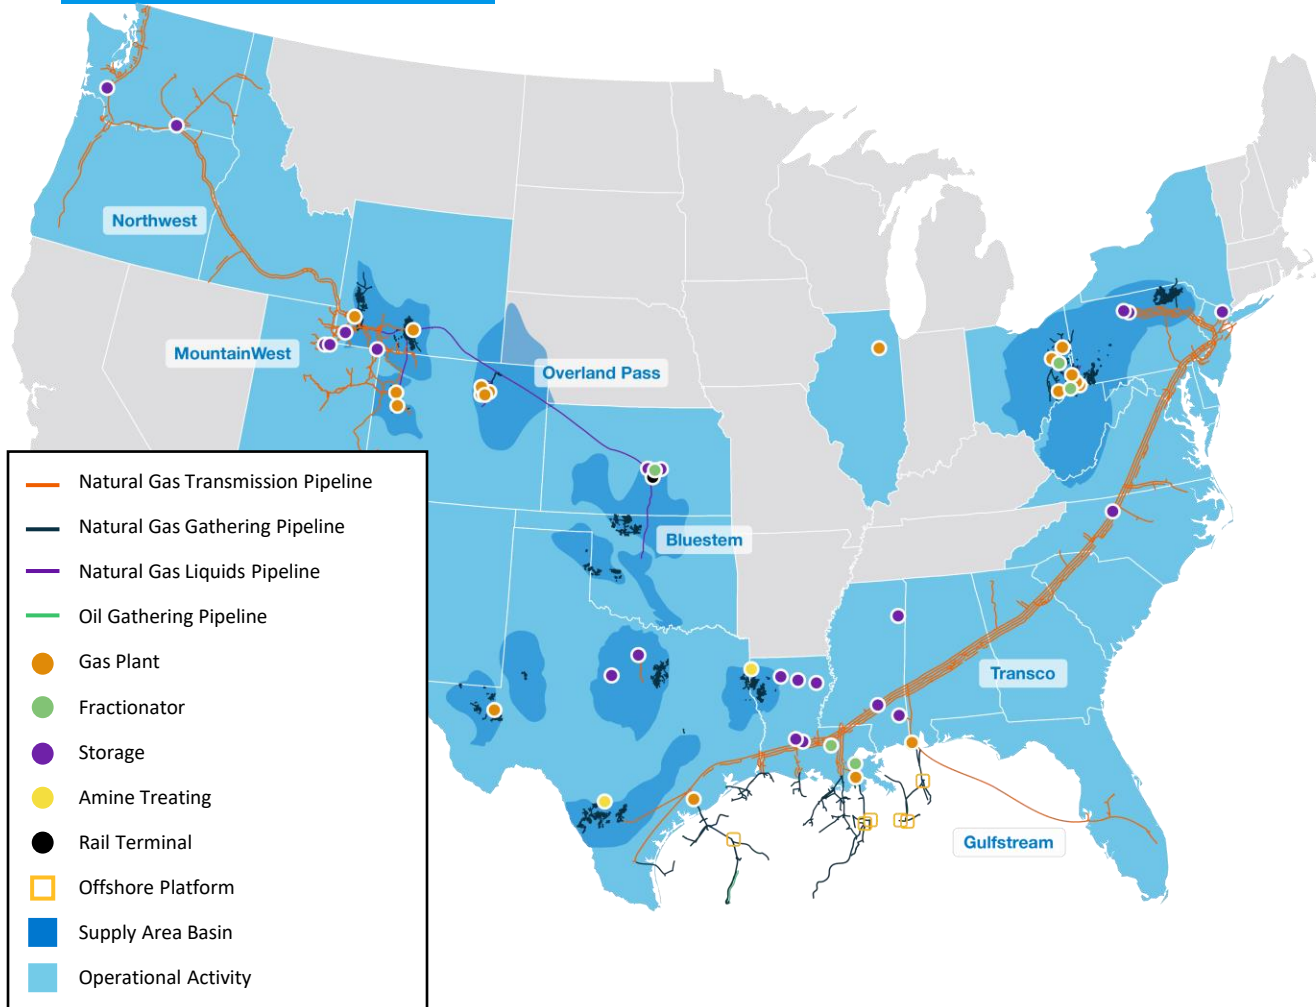 Northwest
MountainWest
Overland Pass
Bluestem
Transco
Gulfstream
Natural Gas Transmission Pipeline
Natural Gas Gathering Pipeline
Natural Gas Liquids Pipeline
Oil Gathering Pipeline
Gas Plant
Fractionator
Storage
Amine Treating
Rail Terminal
Offshore Platform
Supply Area Basin
Operational Activity